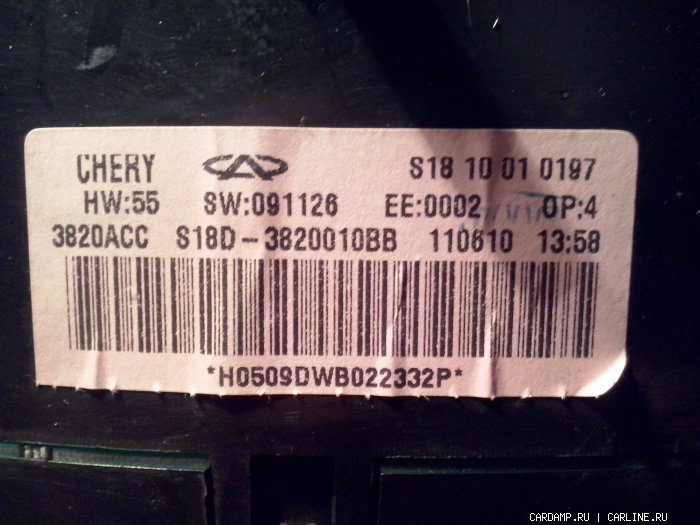 CHERY S18 10 01 0197
HW:55 SW:091126 EE:0002 OP:4
3820ACC S18D-3820010BB 110610 13:58
*H0509DWB022332P*
CARDAMP.RU | CARLINE.RU